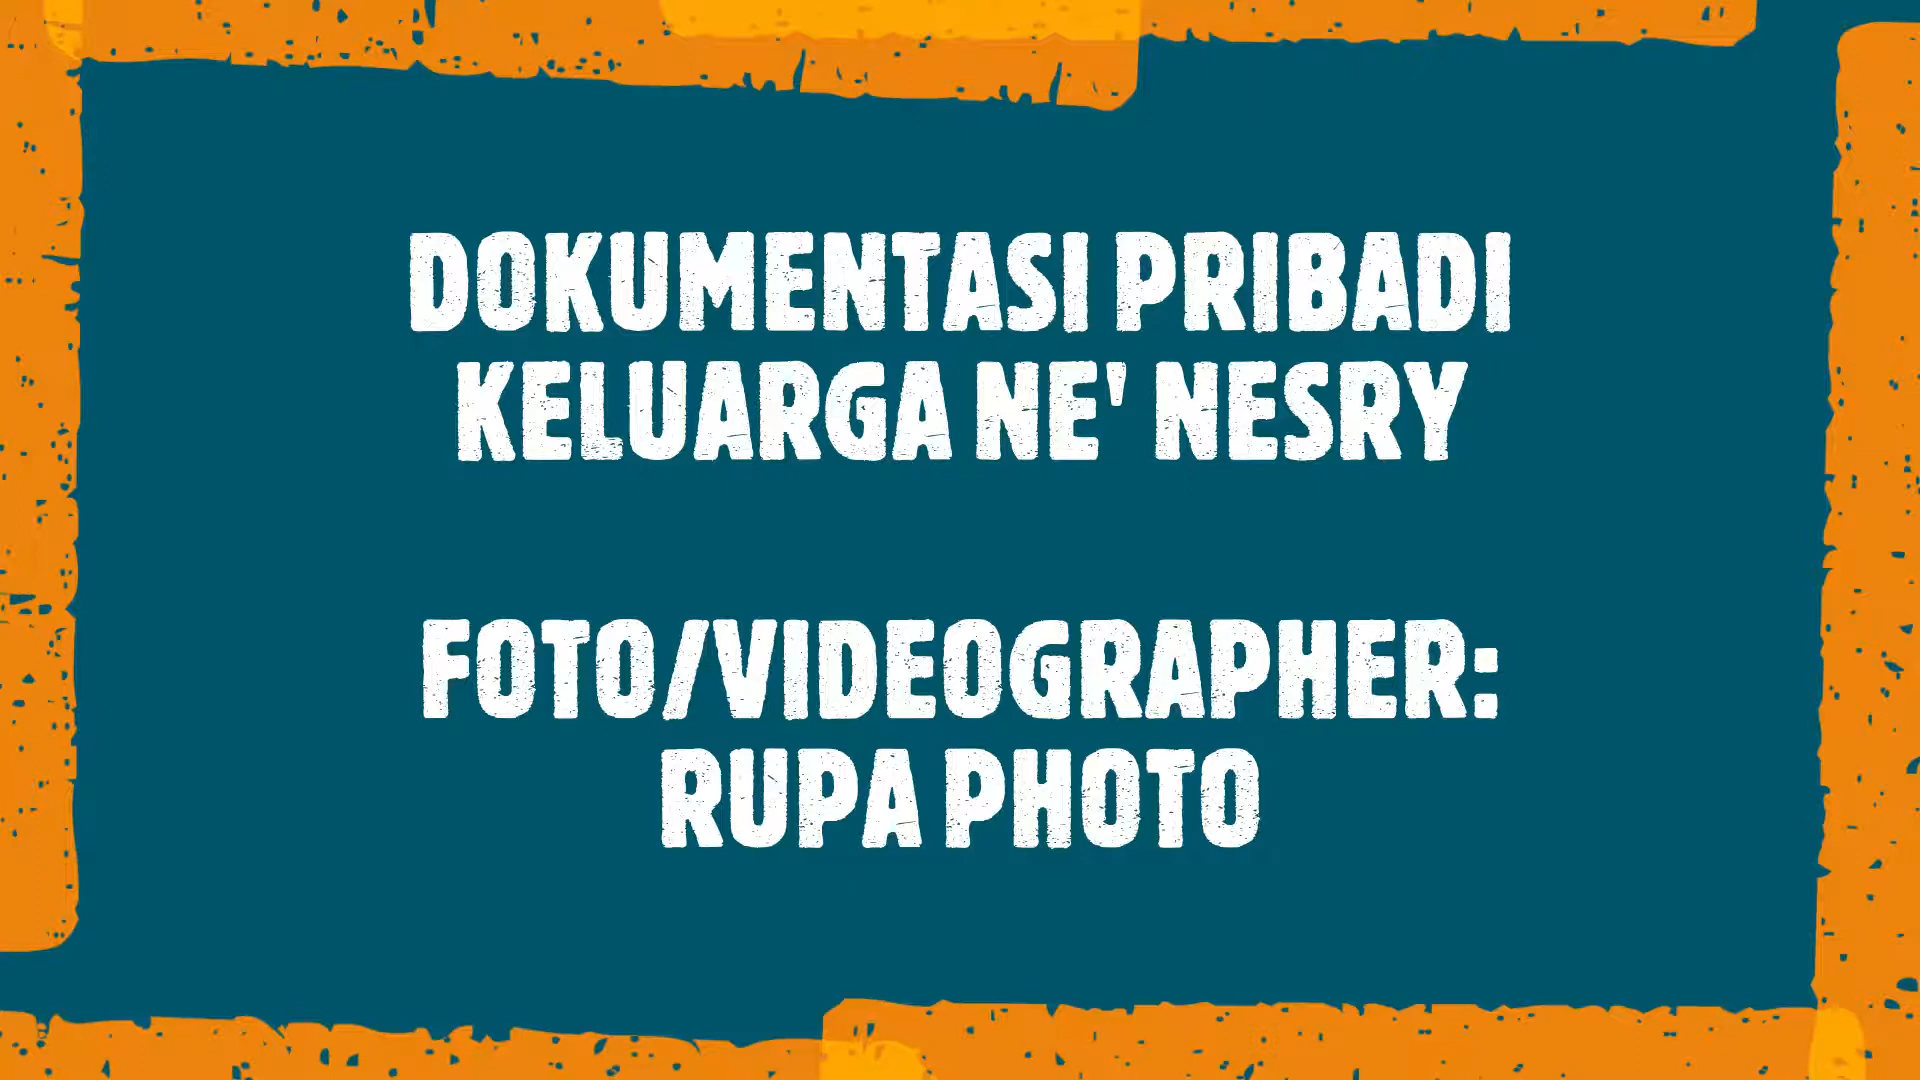 DOKUMENTASI PRIBADI
KELUARGA NE' NESRY
FOTO/VIDEOGRAPHER:
RUPA PHOTO